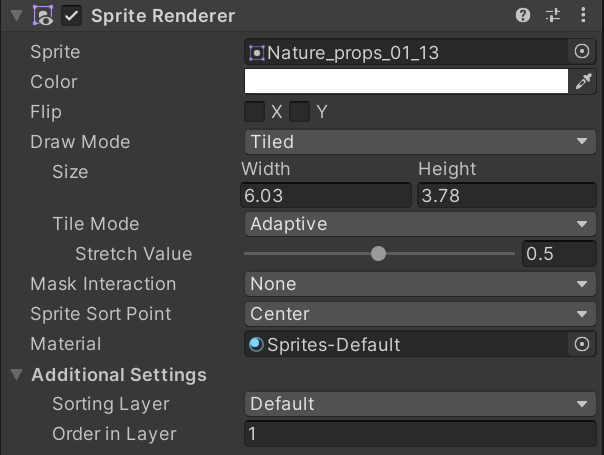 Sprite Renderer
Sprite Nature_props_01_13
Color
Flip X Y
Draw Mode Tiled
Size Width Height
6.03 3.78
Tile Mode Adaptive
Stretch Value 0.5
Mask Interaction None
Sprite Sort Point Center
Material Sprites-Default
Additional Settings
Sorting Layer Default
Order in Layer 1